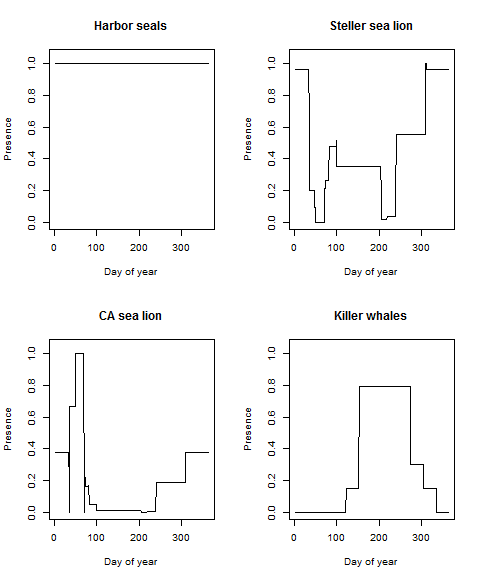 Harbor seals
Presence
0.0 0.2 0.4 0.6 0.8 1.0
0 100 200 300
Day of year
Steller sea lion
Presence
0.0 0.2 0.4 0.6 0.8 1.0
0 100 200 300
Day of year
CA sea lion
Presence
0.0 0.2 0.4 0.6 0.8 1.0
0 100 200 300
Day of year
Killer whales
Presence
0.0 0.2 0.4 0.6 0.8 1.0
0 100 200 300
Day of year